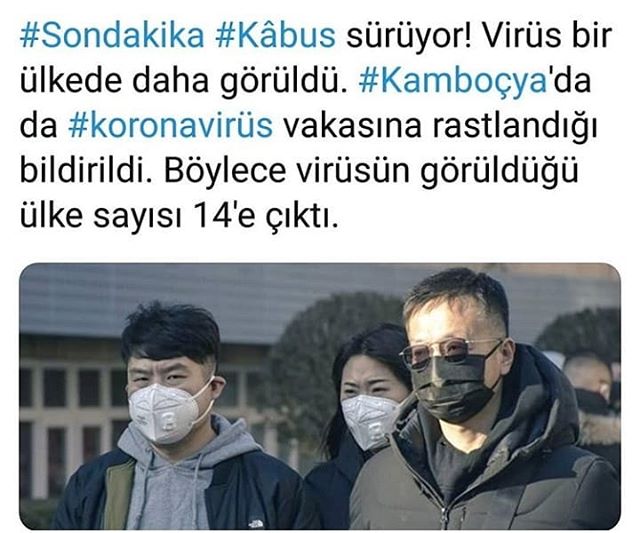 #Sondakika #Kâbus sürüyor! Virüs bir
ülkede daha görüldü. #Kamboçya'da
da #koronavirüs vakasına rastlandığı
bildirildi. Böylece virüsün görüldüğü
ülke sayısı 14'e çıktı.